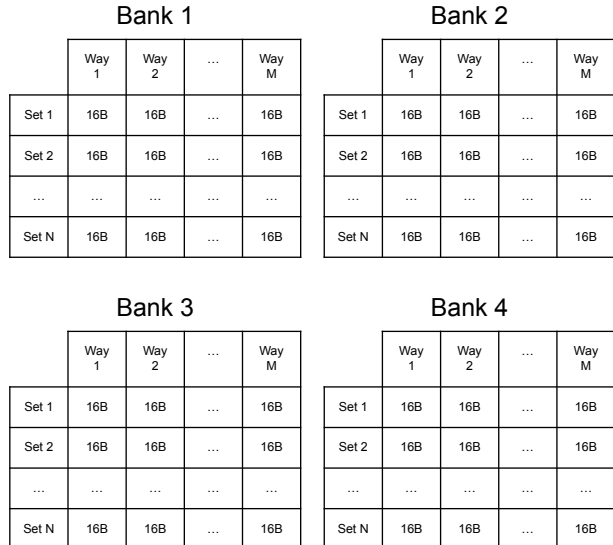 Bank 1
Way 1 Way 2 … Way M
Set 1 16B 16B … 16B
Set 2 16B 16B … 16B
… … … … …
Set N 16B 16B … 16B
Bank 2
Way 1 Way 2 … Way M
Set 1 16B 16B … 16B
Set 2 16B 16B … 16B
… … … … …
Set N 16B 16B … 16B
Bank 3
Way 1 Way 2 … Way M
Set 1 16B 16B … 16B
Set 2 16B 16B … 16B
… … … … …
Set N 16B 16B … 16B
Bank 4
Way 1 Way 2 … Way M
Set 1 16B 16B … 16B
Set 2 16B 16B … 16B
… … … … …
Set N 16B 16B … 16B